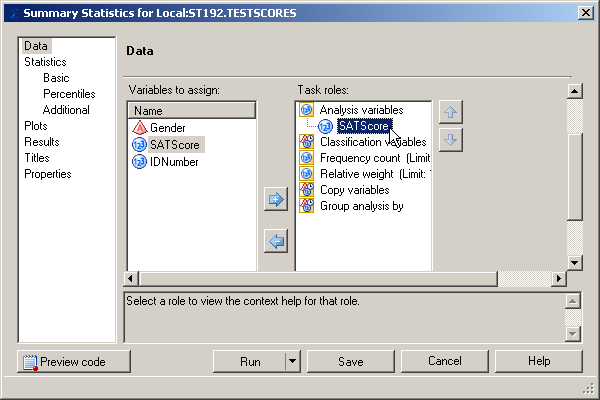 Summary Statistics for Local:ST192.TESTSCORES
Data
Statistics
Basic
Percentiles
Additional
Plots
Results
Titles
Properties
Data
Variables to assign:
Name
Gender
SATScore
IDNumber
Task roles:
Analysis variables
SATScore
Classification variables
Frequency count (Limit
Relative weight (Limit:
Copy variables
Group analysis by
Select a role to view the context help for that role.
Preview code
Run
Save
Cancel
Help